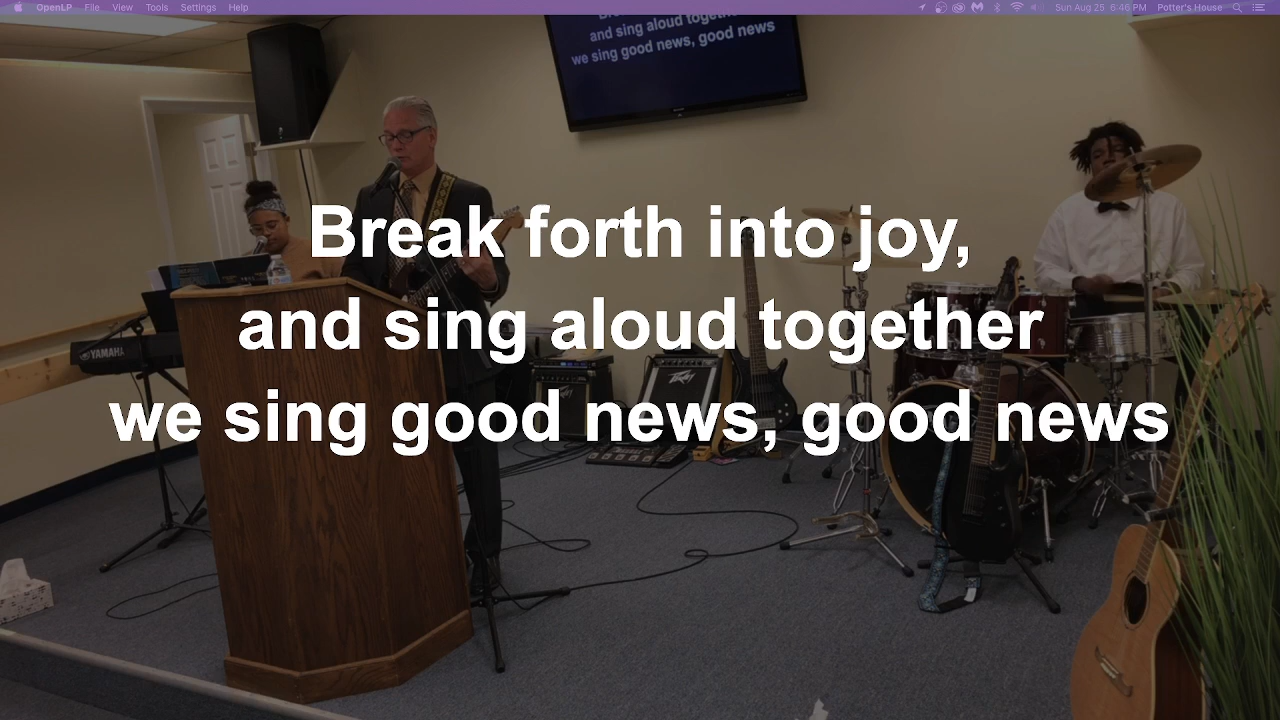 OpenLP File View Tools Settings Help
Sun Aug 25 6:46 PM Potter's House
and sing aloud together
we sing good news, good news
Break forth into joy,
and sing aloud together
we sing good news, good news
YAMAHA
PEAVEY